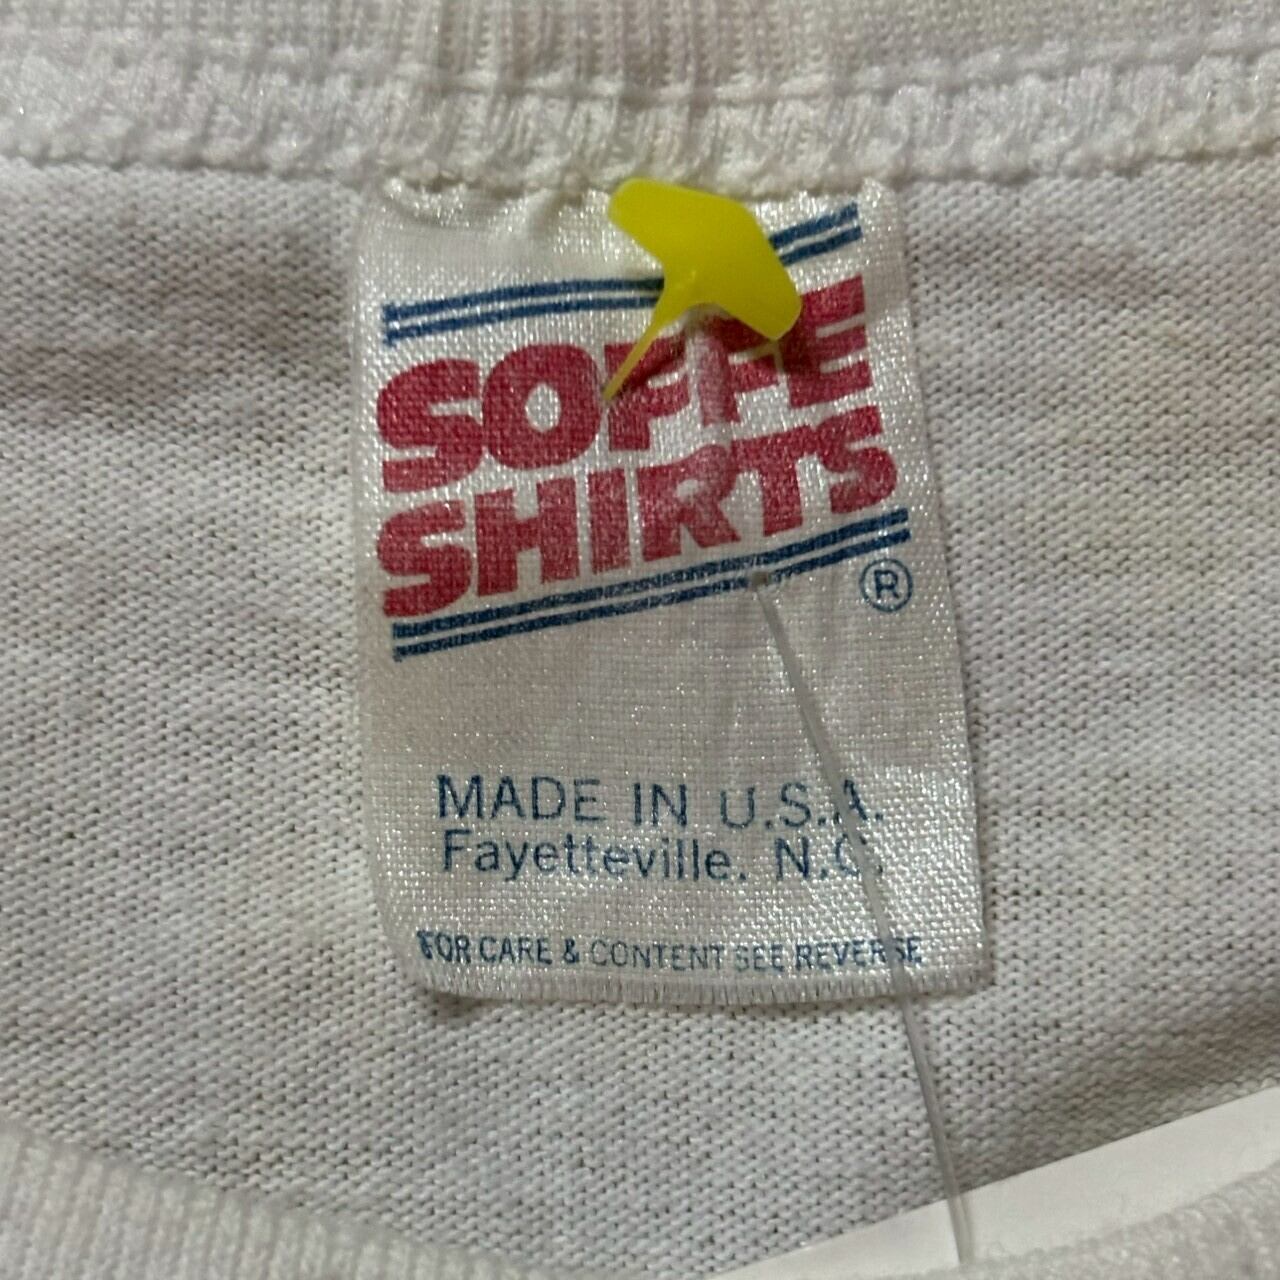 SOFFE
SHIRTS
®
MADE IN U.S.A.
Fayetteville, N.C.
FOR CARE & CONTENT SEE REVERSE